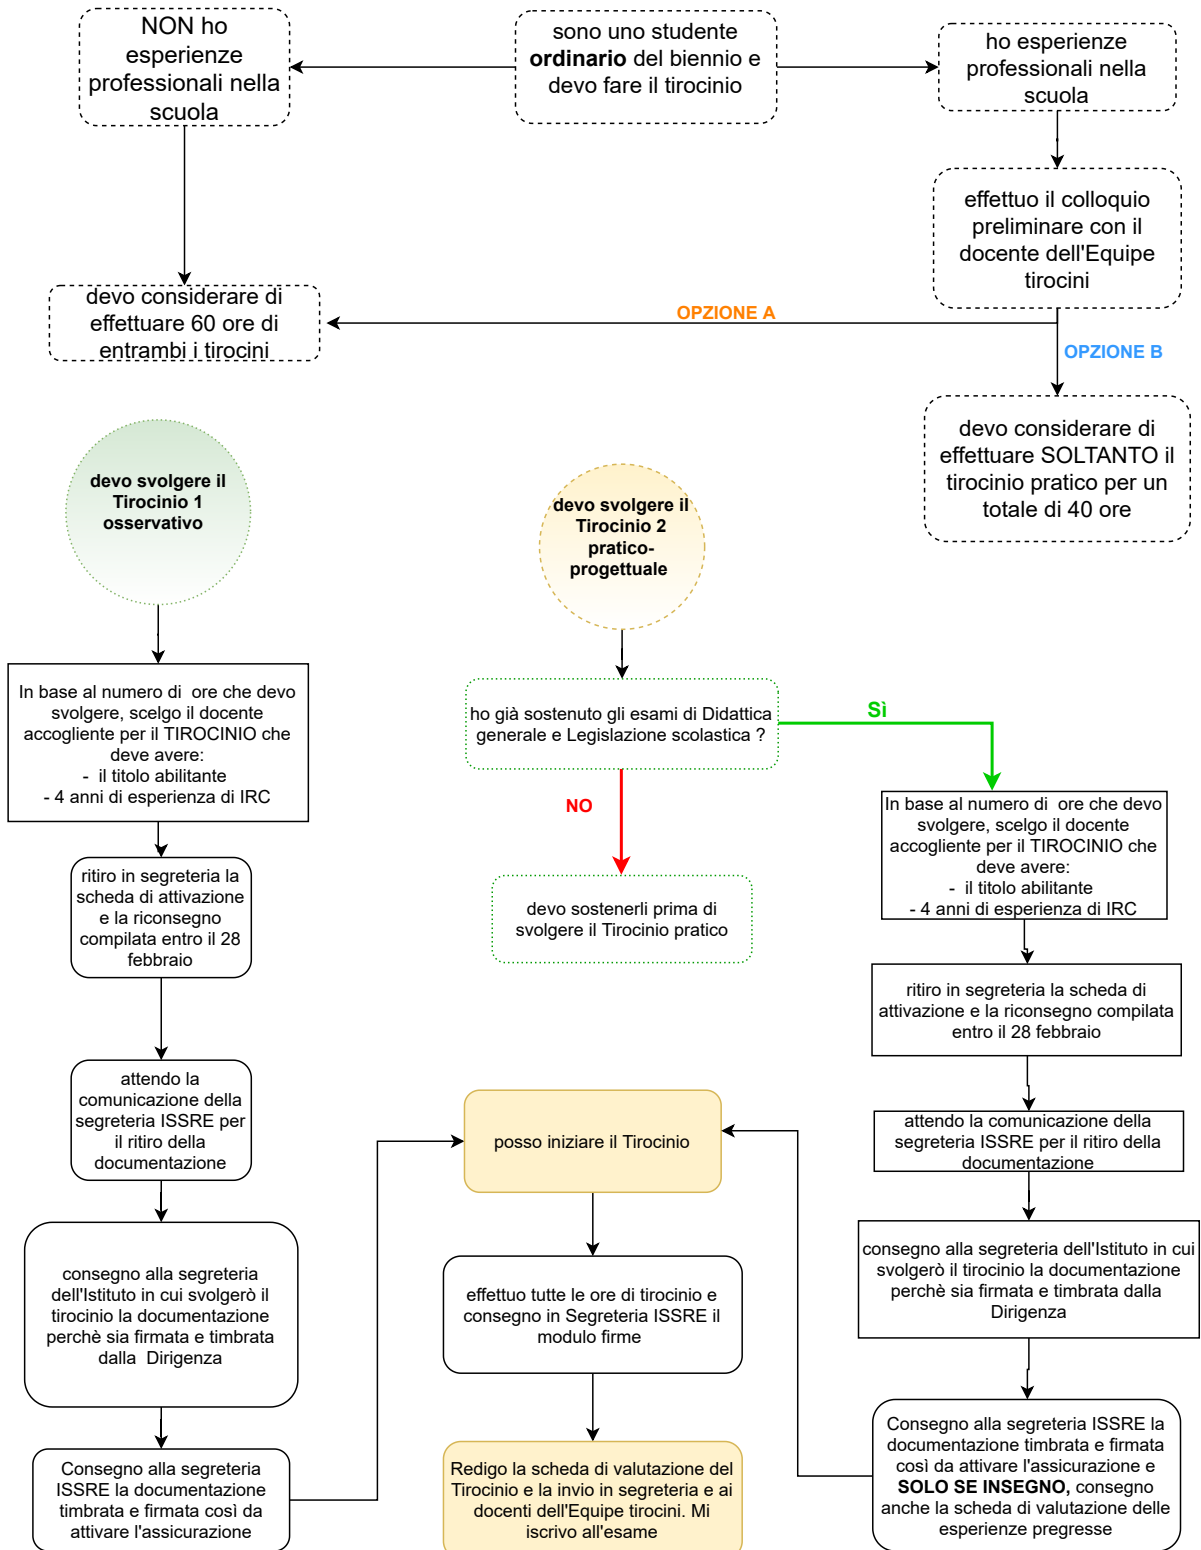 NON ho
esperienze
professionali nella
scuola
sono uno studente
ordinario del biennio e
devo fare il tirocinio
ho esperienze
professionali nella
scuola
effettuo il colloquio
preliminare con il
docente dell'Equipe
tirocini
devo considerare di
effettuare 60 ore di
entrambi i tirocini
OPZIONE A
OPZIONE B
devo considerare di
effettuare SOLTANTO il
tirocinio pratico per un
totale di 40 ore
devo svolgere il
Tirocinio 1
osservativo
devo svolgere il
Tirocinio 2
pratico-
progettuale
In base al numero di ore che devo
svolgere, scelgo il docente
accogliente per il TIROCINIO che
deve avere:
- il titolo abilitante
- 4 anni di esperienza di IRC
ho già sostenuto gli esami di Didattica
generale e Legislazione scolastica ?
Sì
NO
devo sostenerli prima di
svolgere il Tirocinio pratico
In base al numero di ore che devo
svolgere, scelgo il docente
accogliente per il TIROCINIO che
deve avere:
- il titolo abilitante
- 4 anni di esperienza di IRC
ritiro in segreteria la
scheda di attivazione
e la riconsegno
compilata entro il 28
febbraio
ritiro in segreteria la scheda di
attivazione e la riconsegno compilata
entro il 28 febbraio
attendo la
comunicazione della
segreteria ISSRE per
il ritiro della
documentazione
posso iniziare il Tirocinio
attendo la comunicazione della
segreteria ISSRE per il ritiro della
documentazione
consegno alla segreteria
dell'Istituto in cui svolgerò il
tirocinio la documentazione
perchè sia firmata e timbrata
dalla Dirigenza
effettuo tutte le ore di tirocinio e
consegno in Segreteria ISSRE il
modulo firme
consegno alla segreteria dell'Istituto in cui
svolgerò il tirocinio la documentazione
perchè sia firmata e timbrata dalla
Dirigenza
Consegno alla segreteria
ISSRE la documentazione
timbrata e firmata così da
attivare l'assicurazione
Redigo la scheda di valutazione del
Tirocinio e la invio in segreteria e ai
docenti dell'Equipe tirocini. Mi
iscrivo all'esame
Consegno alla segreteria ISSRE la
documentazione timbrata e firmata
così da attivare l'assicurazione e
SOLO SE INSEGNO, consegno
anche la scheda di valutazione delle
esperienze pregresse